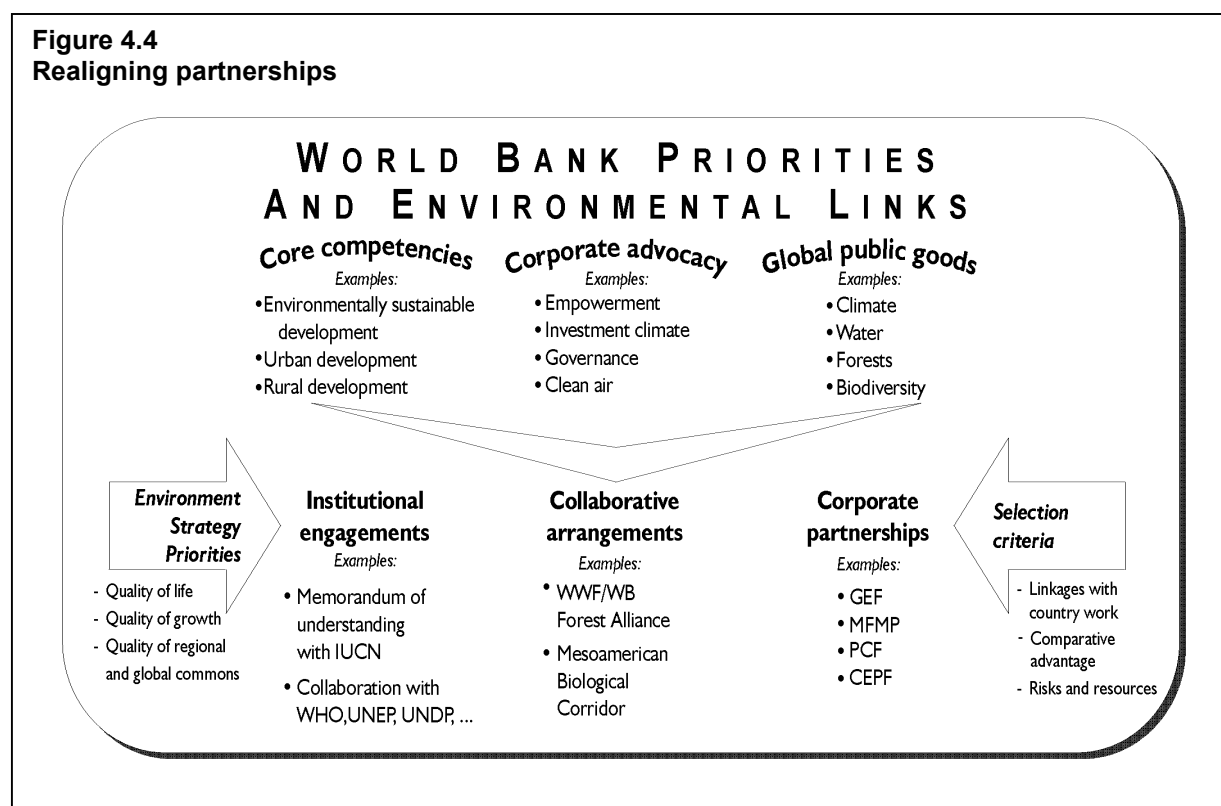 Figure 4.4
Realigning partnerships
WORLD BANK PRIORITIES
AND ENVIRONMENTAL LINKS
Core competencies
Examples:
•Environmentally sustainable
development
•Urban development
•Rural development
Corporate advocacy
Examples:
•Empowerment
•Investment climate
•Governance
•Clean air
Global public goods
Examples:
•Climate
•Water
•Forests
•Biodiversity
Environment
Strategy
Priorities
- Quality of life
- Quality of growth
- Quality of regional
and global commons
Institutional
engagements
Examples:
• Memorandum of
understanding
with IUCN
• Collaboration with
WHO,UNEP, UNDP, ...
Collaborative
arrangements
Examples:
• WWF/WB
Forest Alliance
• Mesoamerican
Biological
Corridor
Corporate
partnerships
Examples:
• GEF
• MFMP
• PCF
• CEPF
Selection
criteria
- Linkages with
country work
- Comparative
advantage
- Risks and resources